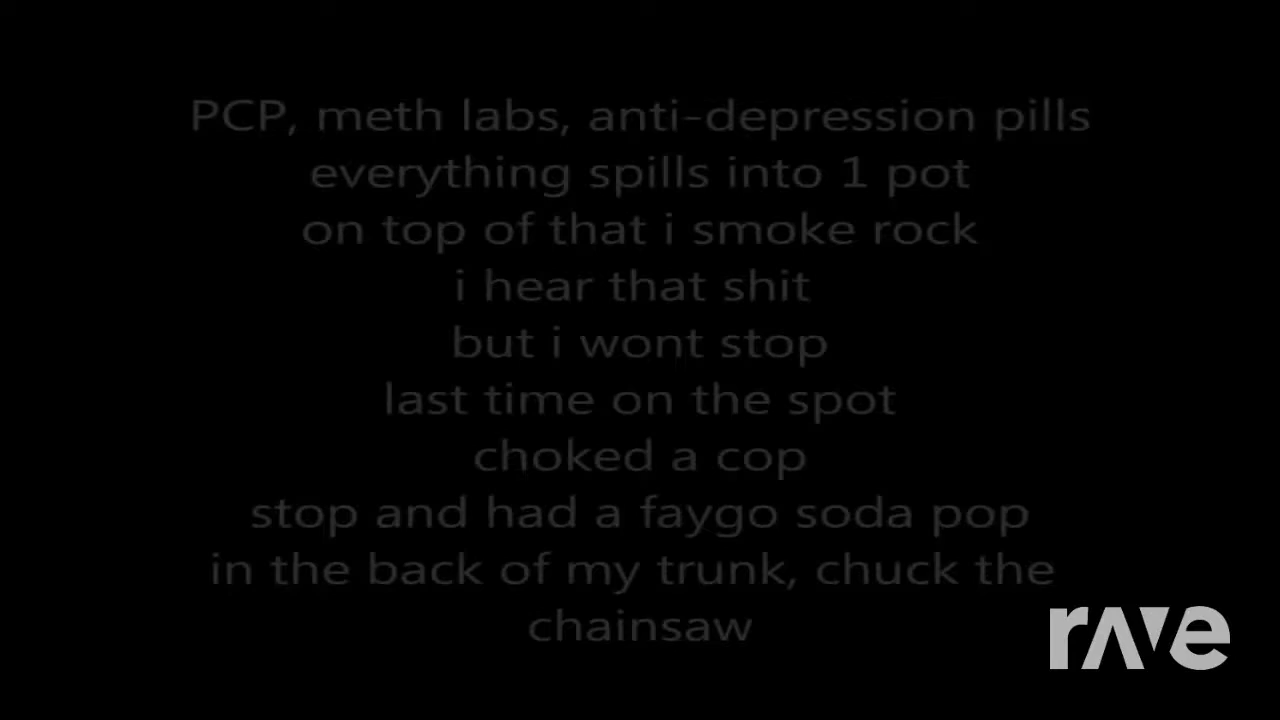 PCP, meth labs, anti-depression pills
everything spills into 1 pot
on top of that i smoke rock
i hear that shit
but i wont stop
last time on the spot
choked a cop
stop and had a faygo soda pop
in the back of my trunk, chuck the
chainsaw
rave